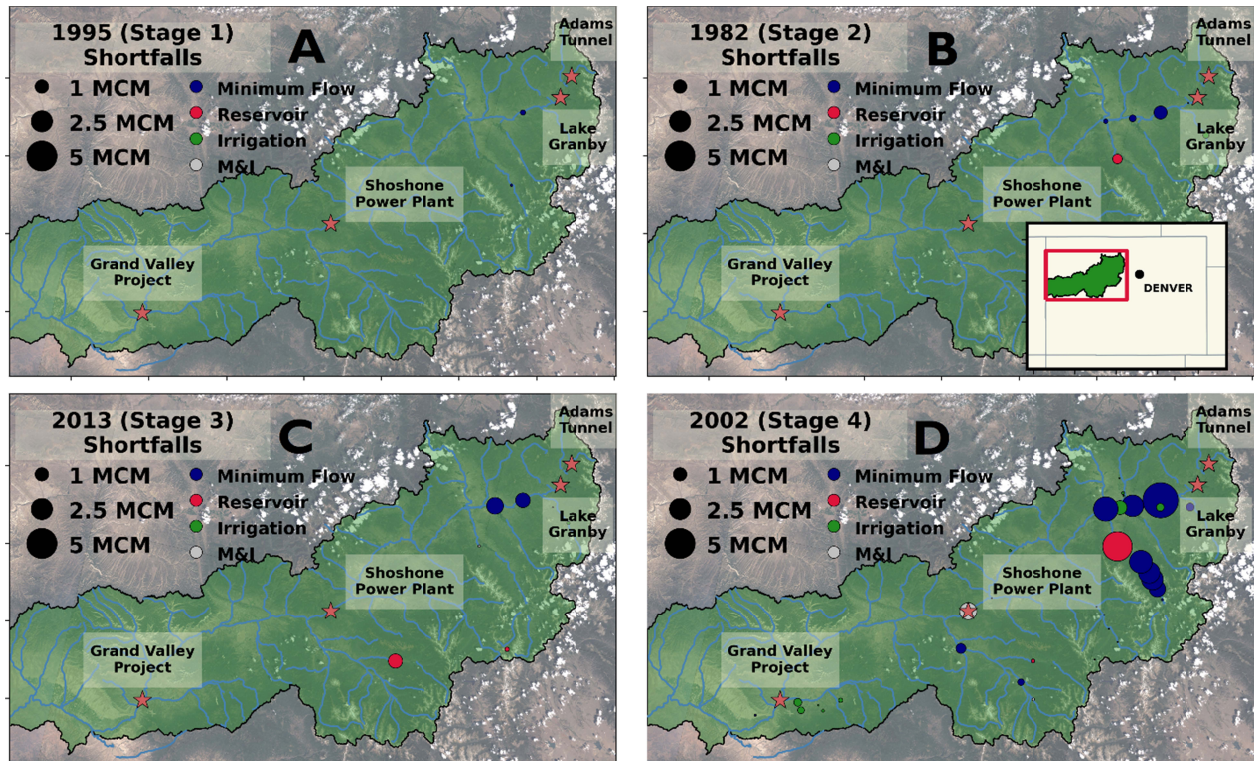 1995 (Stage 1)
Shortfalls
A
1 MCM
2.5 MCM
5 MCM
Minimum Flow
Reservoir
Irrigation
M&I
Adams
Tunnel
Lake
Granby
Shoshone
Power Plant
Grand Valley
Project
1982 (Stage 2)
Shortfalls
B
1 MCM
2.5 MCM
5 MCM
Minimum Flow
Reservoir
Irrigation
M&I
Adams
Tunnel
Lake
Granby
Shoshone
Power Plant
Grand Valley
Project
DENVER
2013 (Stage 3)
Shortfalls
C
1 MCM
2.5 MCM
5 MCM
Minimum Flow
Reservoir
Irrigation
M&I
Adams
Tunnel
Lake
Granby
Shoshone
Power Plant
Grand Valley
Project
2002 (Stage 4)
Shortfalls
D
1 MCM
2.5 MCM
5 MCM
Minimum Flow
Reservoir
Irrigation
M&I
Adams
Tunnel
Lake
Granby
Shoshone
Power Plant
Grand Valley
Project